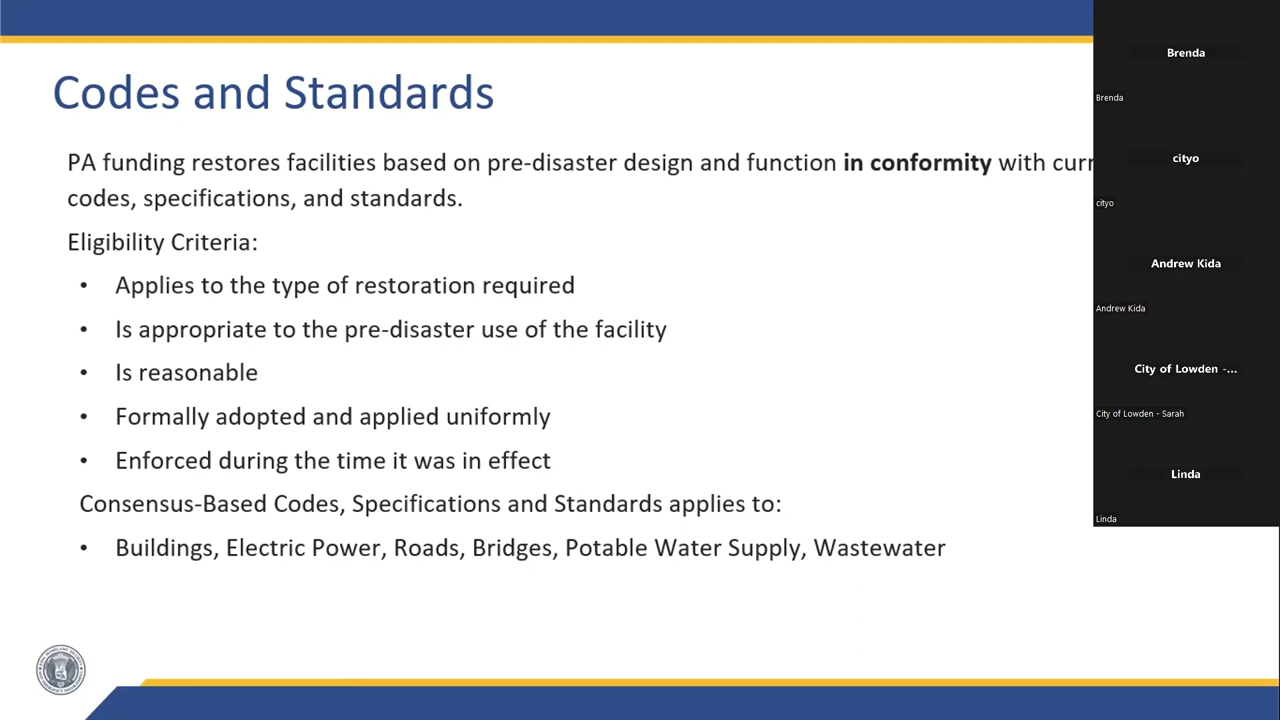 Codes and Standards
PA funding restores facilities based on pre-disaster design and function in conformity with curr
codes, specifications, and standards.
Eligibility Criteria:
• Applies to the type of restoration required
• Is appropriate to the pre-disaster use of the facility
• Is reasonable
• Formally adopted and applied uniformly
• Enforced during the time it was in effect
Consensus-Based Codes, Specifications and Standards applies to:
• Buildings, Electric Power, Roads, Bridges, Potable Water Supply, Wastewater
Brenda
Brenda
cityo
cityo
Andrew Kida
Andrew Kida
City of Lowden -...
City of Lowden - Sarah
Linda
Linda